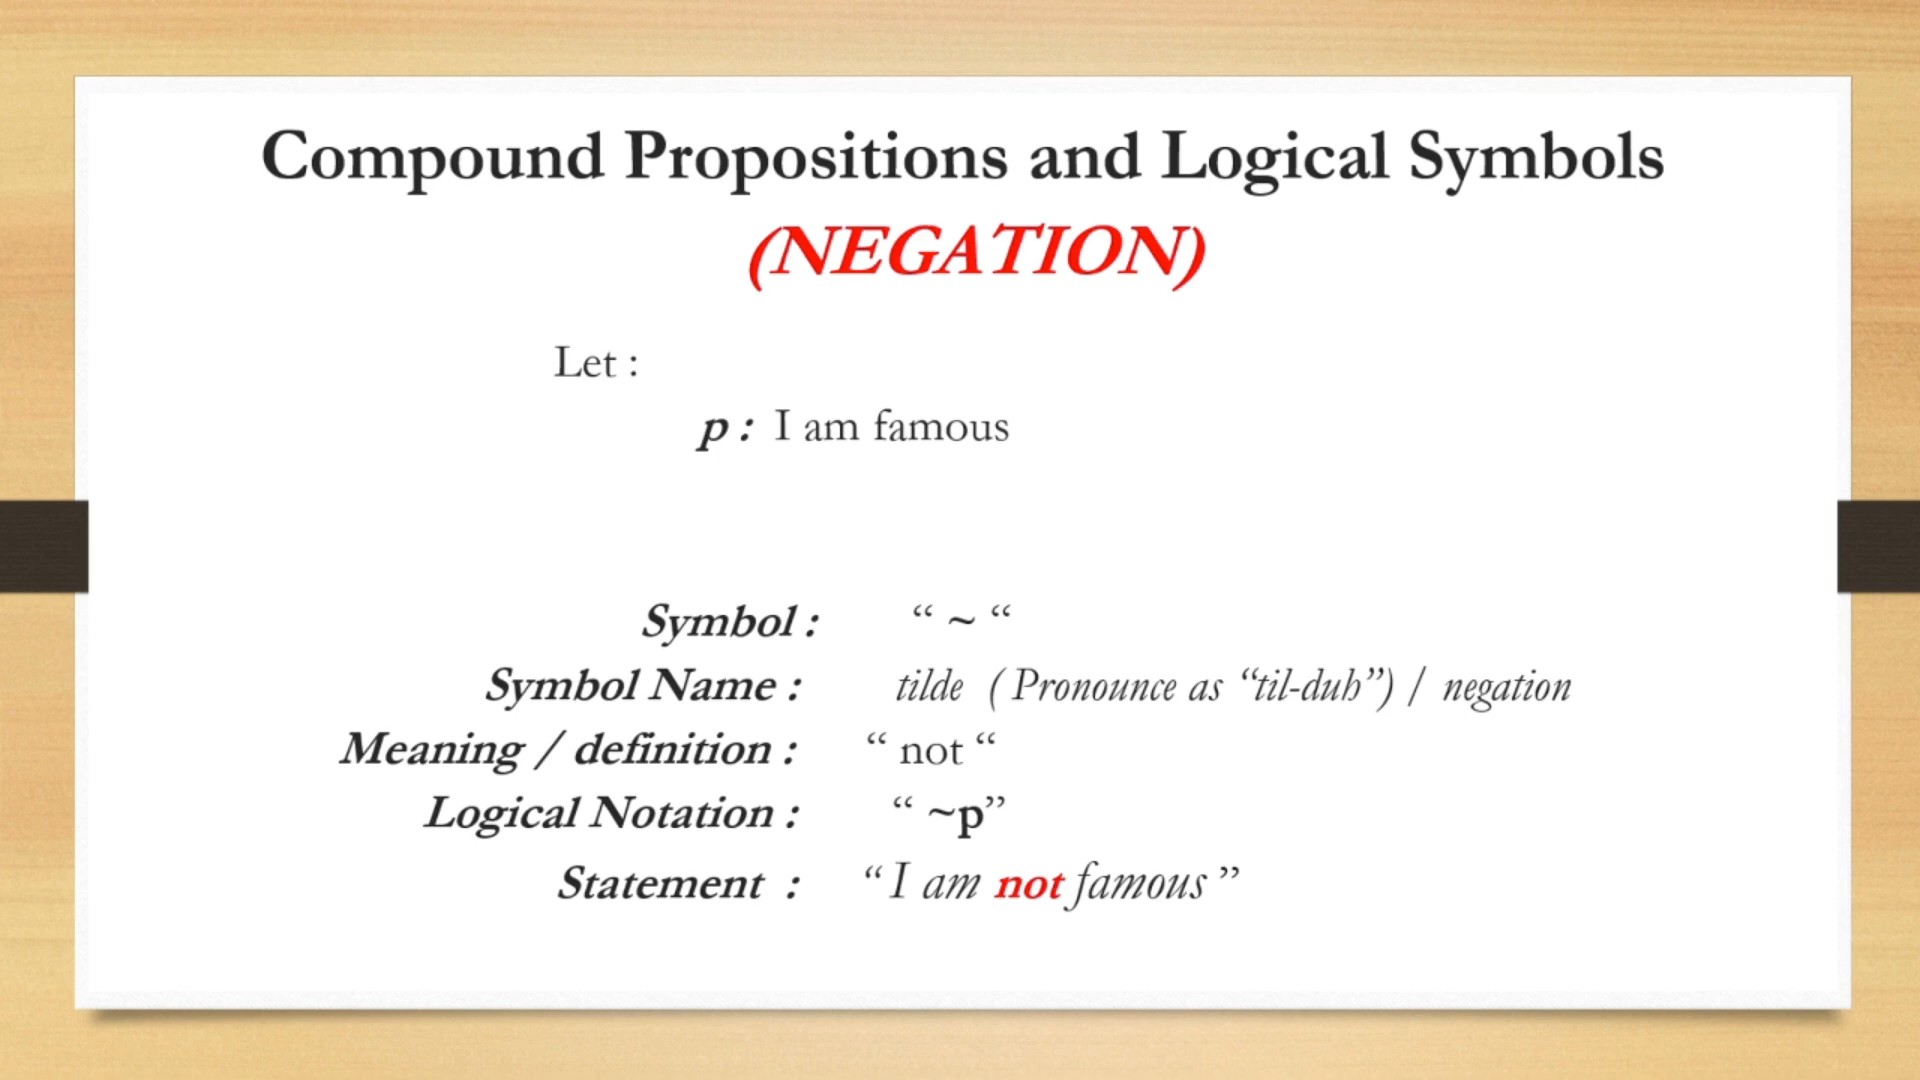 Compound Propositions and Logical Symbols
(NEGATION)
Let :
p : I am famous
Symbol : “ ~ “
Symbol Name : tilde ( Pronounce as “til-duh”) / negation
Meaning / definition : “ not “
Logical Notation : “ ~p”
Statement : “ I am not famous ”